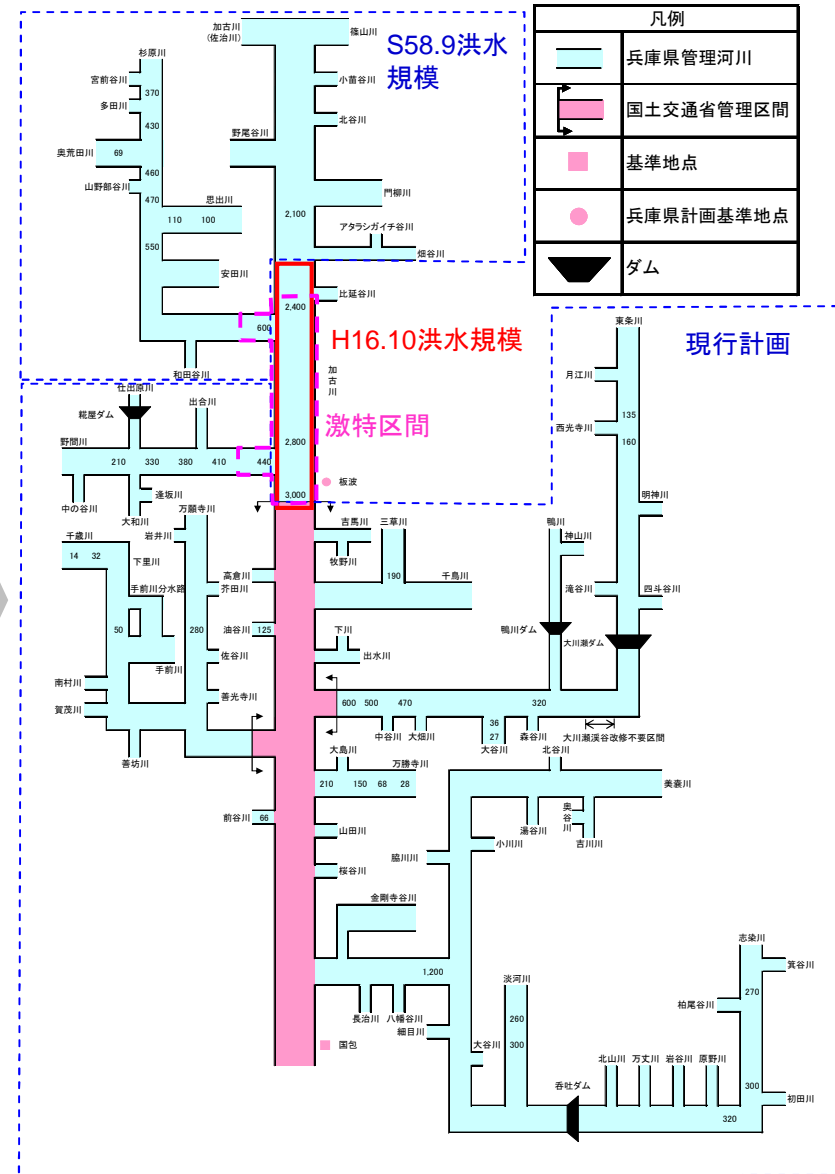 加古川
(佐治川)
篠山川
S58.9洪水
規模
杉原川
宮前谷川
370
多田川
430
奥荒田川
69
460
山野部谷川
470
思出川
110
100
550
安田川
600
和田谷川
小苗谷川
北谷川
野尾谷川
門柳川
2,100
アタラシガイチ谷川
畑谷川
比延谷川
2,400
H16.10洪水規模
加古川
激特区間
2,800
3,000
板波
凡例
兵庫県管理河川
国土交通省管理区間
基準地点
兵庫県計画基準地点
ダム
現行計画
東条川
月江川
135
西光寺川
160
明神川
鴨川
神山川
滝谷川
四斗谷川
鴨川ダム
大川瀬ダム
仕出原川
糀屋ダム
出合川
野間川
210
330
380
410
440
中の谷川
逢坂川
大和川
千歳川
14
32
下里川
岩井川
万願寺川
手前川分水路
芥田川
50
280
手前川
佐谷川
南村川
賀茂川
善光寺川
善坊川
高倉川
油谷川
125
吉馬川
牧野川
三草川
190
千鳥川
下川
出水川
600
500
470
320
中谷川
大畑川
36
27
大谷川
森谷川
大川瀬渓谷改修不要区間
大島川
万勝寺川
210
150
68
28
前谷川
66
山田川
桜谷川
金剛寺谷川
北谷川
美嚢川
湯谷川
奥谷川
吉川川
小川川
脇川川
1,200
長治川
八幡谷川
細目川
国包
淡河川
260
300
大谷川
呑吐ダム
北山川
万丈川
岩谷川
原野川
志染川
箕谷川
270
柏尾谷川
300
初田川
320